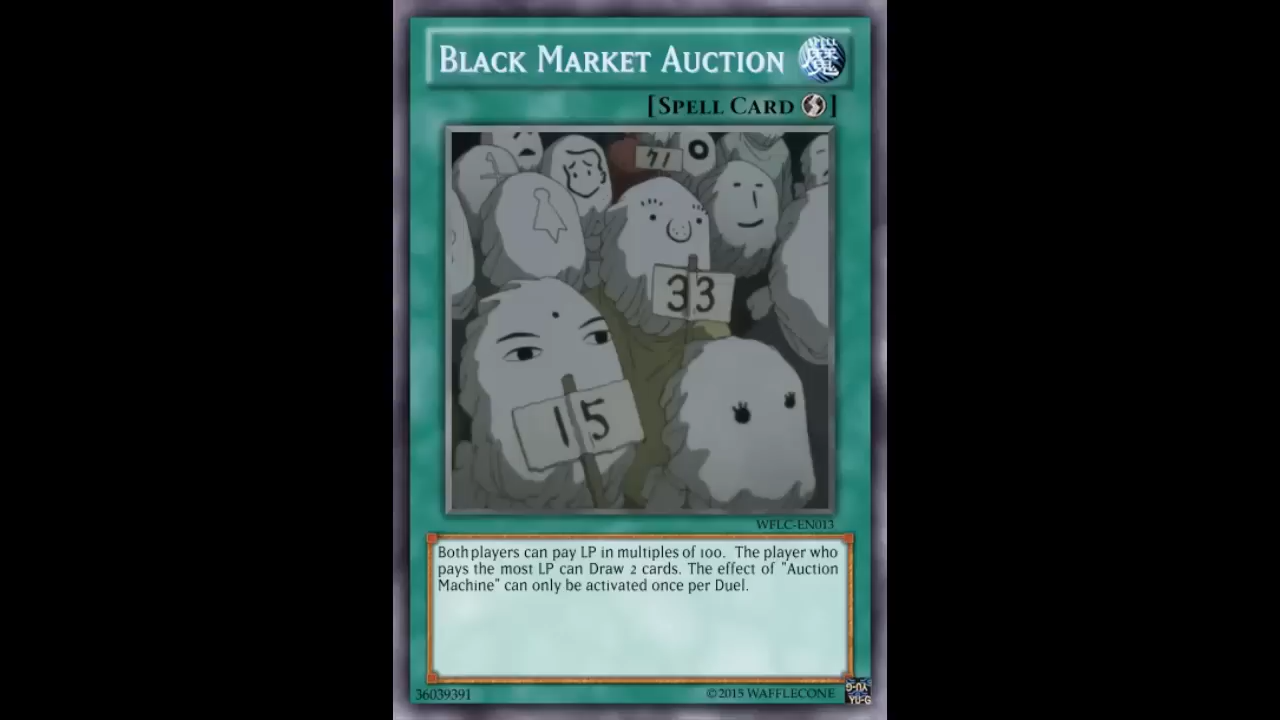 BLACK MARKET AUCTION
SPELL
魔
[SPELL CARD]
71
33
15
WFLC-EN013
Both players can pay LP in multiples of 100. The player who
pays the most LP can Draw 2 cards. The effect of "Auction
Machine" can only be activated once per Duel.
36039391
©2015 WAFFLECONE